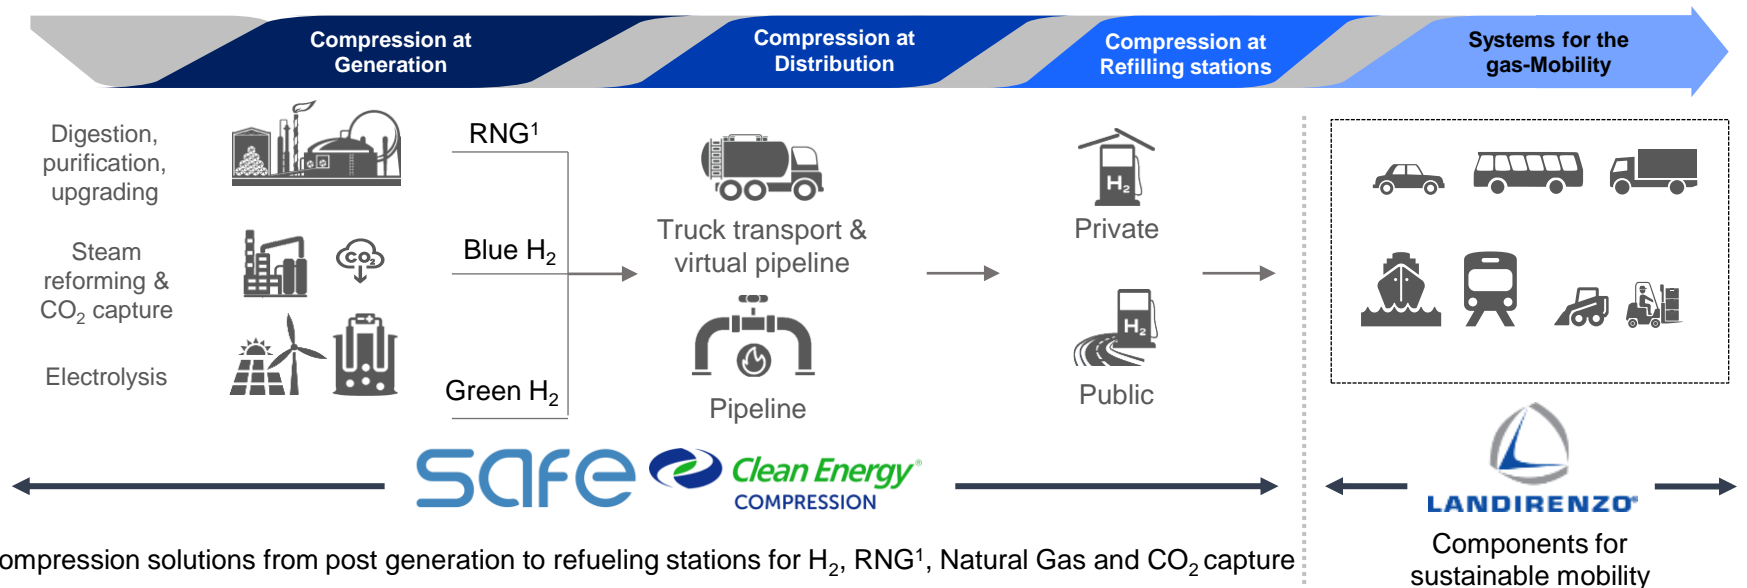 Compression at
Generation
Compression at
Distribution
Compression at
Refilling stations
Systems for the
gas-Mobility
Digestion,
purification,
upgrading
RNG¹
Steam
reforming &
CO₂ capture
CO₂
Blue H₂
Electrolysis
Green H₂
Truck transport &
virtual pipeline
Pipeline
H₂
Private
H₂
Public
safe
Clean Energy®
COMPRESSION
LANDIRENZO®
ompression solutions from post generation to refueling stations for H₂, RNG¹, Natural Gas and CO₂ capture
Components for
sustainable mobility